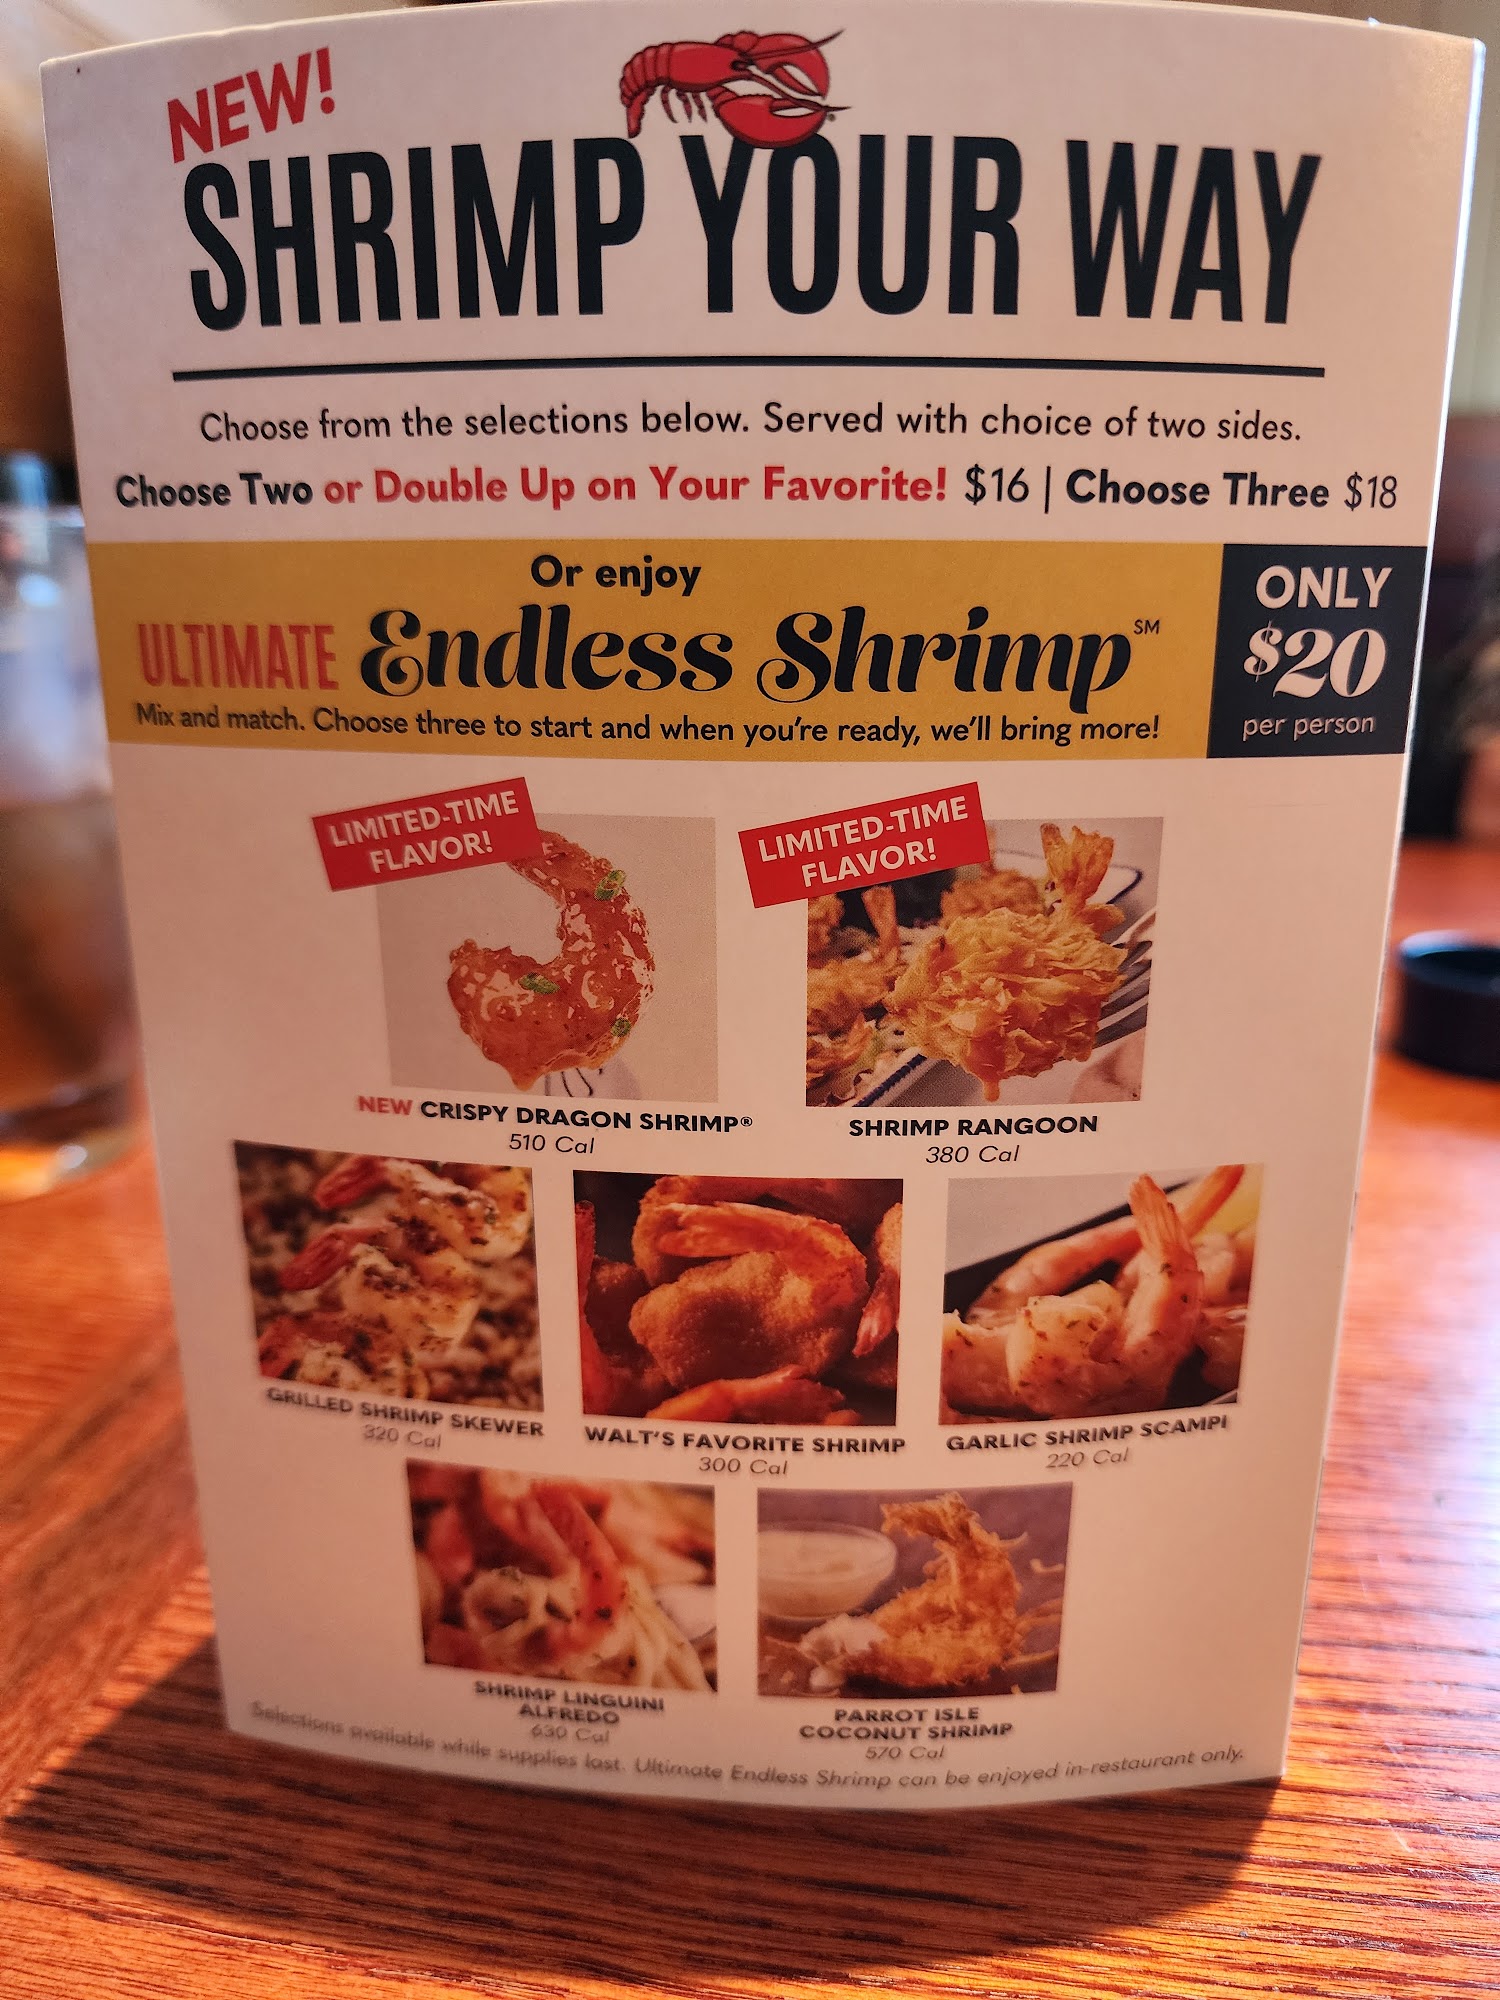 NEW!
SHRIMP YOUR WAY
Choose from the selections below. Served with choice of two sides.
Choose Two or Double Up on Your Favorite! $16 | Choose Three $18
Or enjoy
ULTIMATE Endless Shrimp℠
Mix and match. Choose three to start and when you're ready, we'll bring more!
ONLY
$20
per person
LIMITED-TIME
FLAVOR!
NEW CRISPY DRAGON SHRIMP®
510 Cal
LIMITED-TIME
FLAVOR!
SHRIMP RANGOON
380 Cal
GRILLED SHRIMP SKEWER
320 Cal
WALT'S FAVORITE SHRIMP
300 Cal
GARLIC SHRIMP SCAMPI
220 Cal
SHRIMP LINGUINI
ALFREDO
630 Cal
PARROT ISLE
COCONUT SHRIMP
570 Cal
Selections available while supplies last. Ultimate Endless Shrimp can be enjoyed in-restaurant only.